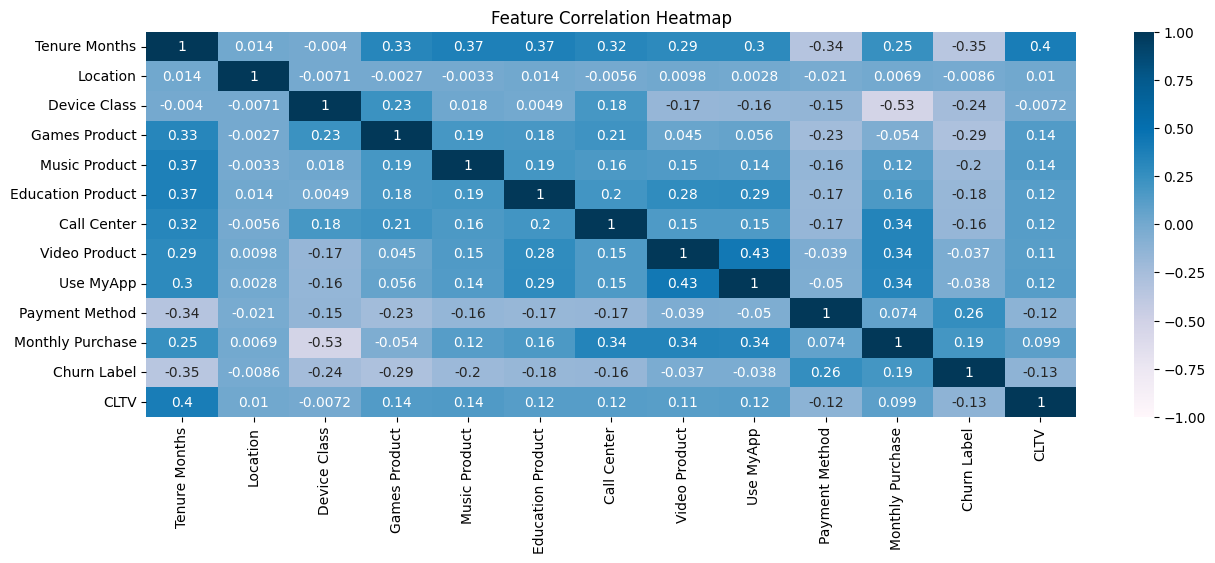 Feature Correlation Heatmap
Tenure Months 1 0.014 -0.004 0.33 0.37 0.37 0.32 0.29 0.3 -0.34 0.25 -0.35 0.4
Location 0.014 1 -0.0071 -0.0027 -0.0033 0.014 -0.0056 0.0098 0.0028 -0.021 0.0069 -0.0086 0.01
Device Class -0.004 -0.0071 1 0.23 0.018 0.0049 0.18 -0.17 -0.16 -0.15 -0.53 -0.24 -0.0072
Games Product 0.33 -0.0027 0.23 1 0.19 0.18 0.21 0.045 0.056 -0.23 -0.054 -0.29 0.14
Music Product 0.37 -0.0033 0.018 0.19 1 0.19 0.16 0.15 0.14 -0.16 0.12 -0.2 0.14
Education Product 0.37 0.014 0.0049 0.18 0.19 1 0.2 0.28 0.29 -0.17 0.16 -0.18 0.12
Call Center 0.32 -0.0056 0.18 0.21 0.16 0.2 1 0.15 0.15 -0.17 0.34 -0.16 0.12
Video Product 0.29 0.0098 -0.17 0.045 0.15 0.28 0.15 1 0.43 -0.039 0.34 -0.037 0.11
Use MyApp 0.3 0.0028 -0.16 0.056 0.14 0.29 0.15 0.43 1 -0.05 0.34 -0.038 0.12
Payment Method -0.34 -0.021 -0.15 -0.23 -0.16 -0.17 -0.17 -0.039 -0.05 1 0.074 0.26 -0.12
Monthly Purchase 0.25 0.0069 -0.53 -0.054 0.12 0.16 0.34 0.34 0.34 0.074 1 0.19 0.099
Churn Label -0.35 -0.0086 -0.24 -0.29 -0.2 -0.18 -0.16 -0.037 -0.038 0.26 0.19 1 -0.13
CLTV 0.4 0.01 -0.0072 0.14 0.14 0.12 0.12 0.11 0.12 -0.12 0.099 -0.13 1
Tenure Months
Location
Device Class
Games Product
Music Product
Education Product
Call Center
Video Product
Use MyApp
Payment Method
Monthly Purchase
Churn Label
CLTV
1.00
0.75
0.50
0.25
0.00
−0.25
−0.50
−0.75
−1.00